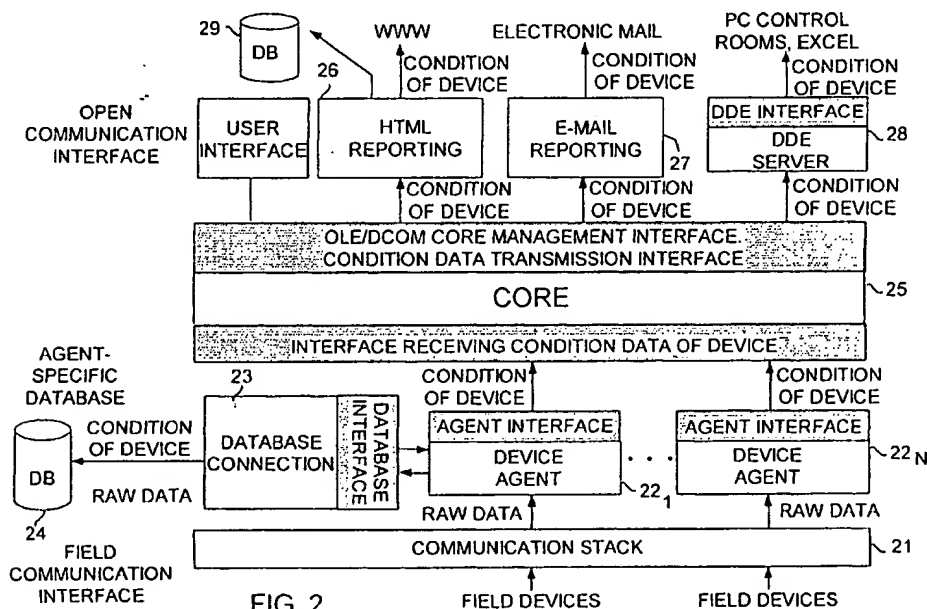 29
DB
26
WWW
CONDITION
OF DEVICE
ELECTRONIC MAIL
CONDITION
OF DEVICE
PC CONTROL
ROOMS, EXCEL
CONDITION
OF DEVICE
OPEN
COMMUNICATION
INTERFACE
USER
INTERFACE
HTML
REPORTING
E-MAIL
REPORTING
27
DDE INTERFACE
DDE
SERVER
28
CONDITION
OF DEVICE
CONDITION
OF DEVICE
CONDITION
OF DEVICE
OLE/DCOM CORE MANAGEMENT INTERFACE.
CONDITION DATA TRANSMISSION INTERFACE
CORE
25
INTERFACE RECEIVING CONDITION DATA OF DEVICE
AGENT-
SPECIFIC
DATABASE
CONDITION
OF DEVICE
RAW DATA
DB
24
23
DATABASE
CONNECTION
DATABASE
INTERFACE
CONDITION
OF DEVICE
AGENT INTERFACE
DEVICE
AGENT
22 1
RAW DATA
. . .
CONDITION
OF DEVICE
AGENT INTERFACE
DEVICE
AGENT
22 N
RAW DATA
COMMUNICATION STACK
21
FIELD
COMMUNICATION
INTERFACE
FIG. 2
FIELD DEVICES
FIELD DEVICES